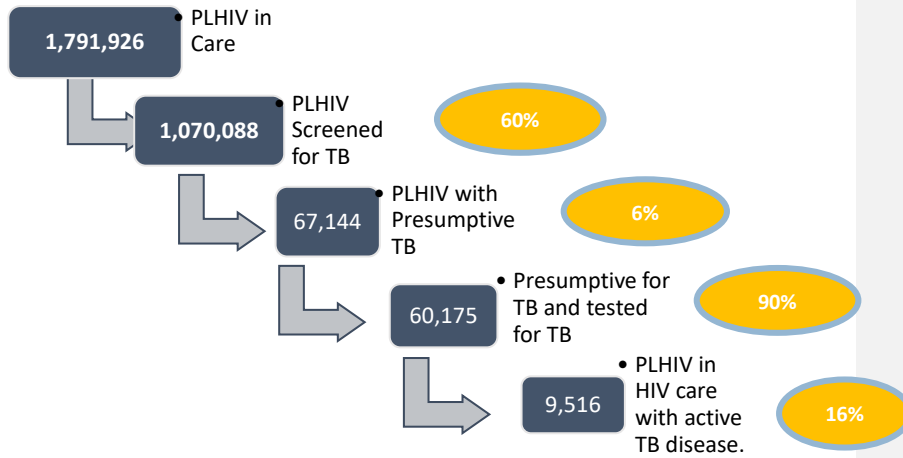 1,791,926
• PLHIV in
Care
1,070,088
• PLHIV
Screened
for TB
60%
67,144
• PLHIV with
Presumptive
TB
6%
60,175
• Presumptive for
TB and tested
for TB
90%
9,516
• PLHIV in
HIV care
with active
TB disease.
16%